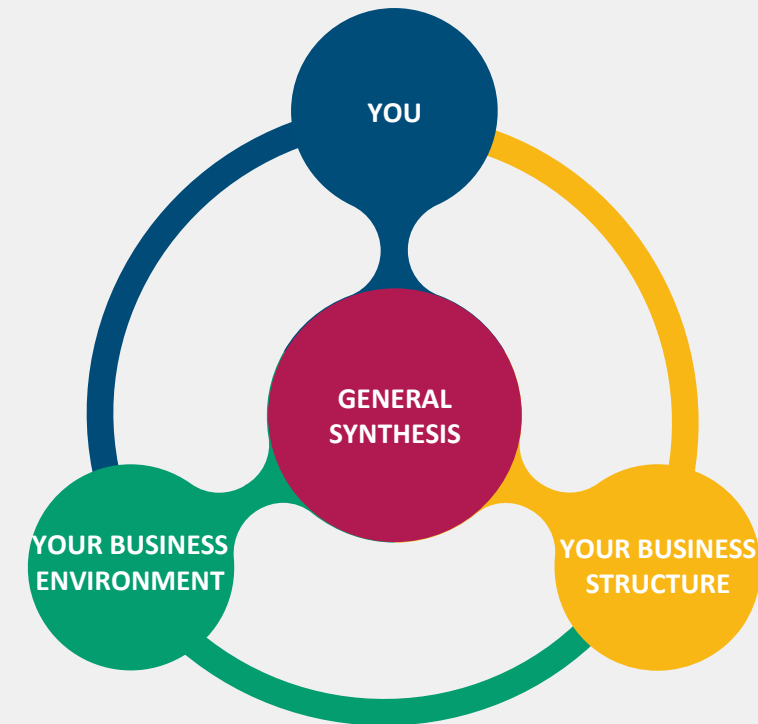 YOU
GENERAL
SYNTHESIS
YOUR BUSINESS
ENVIRONMENT
YOUR BUSINESS
STRUCTURE